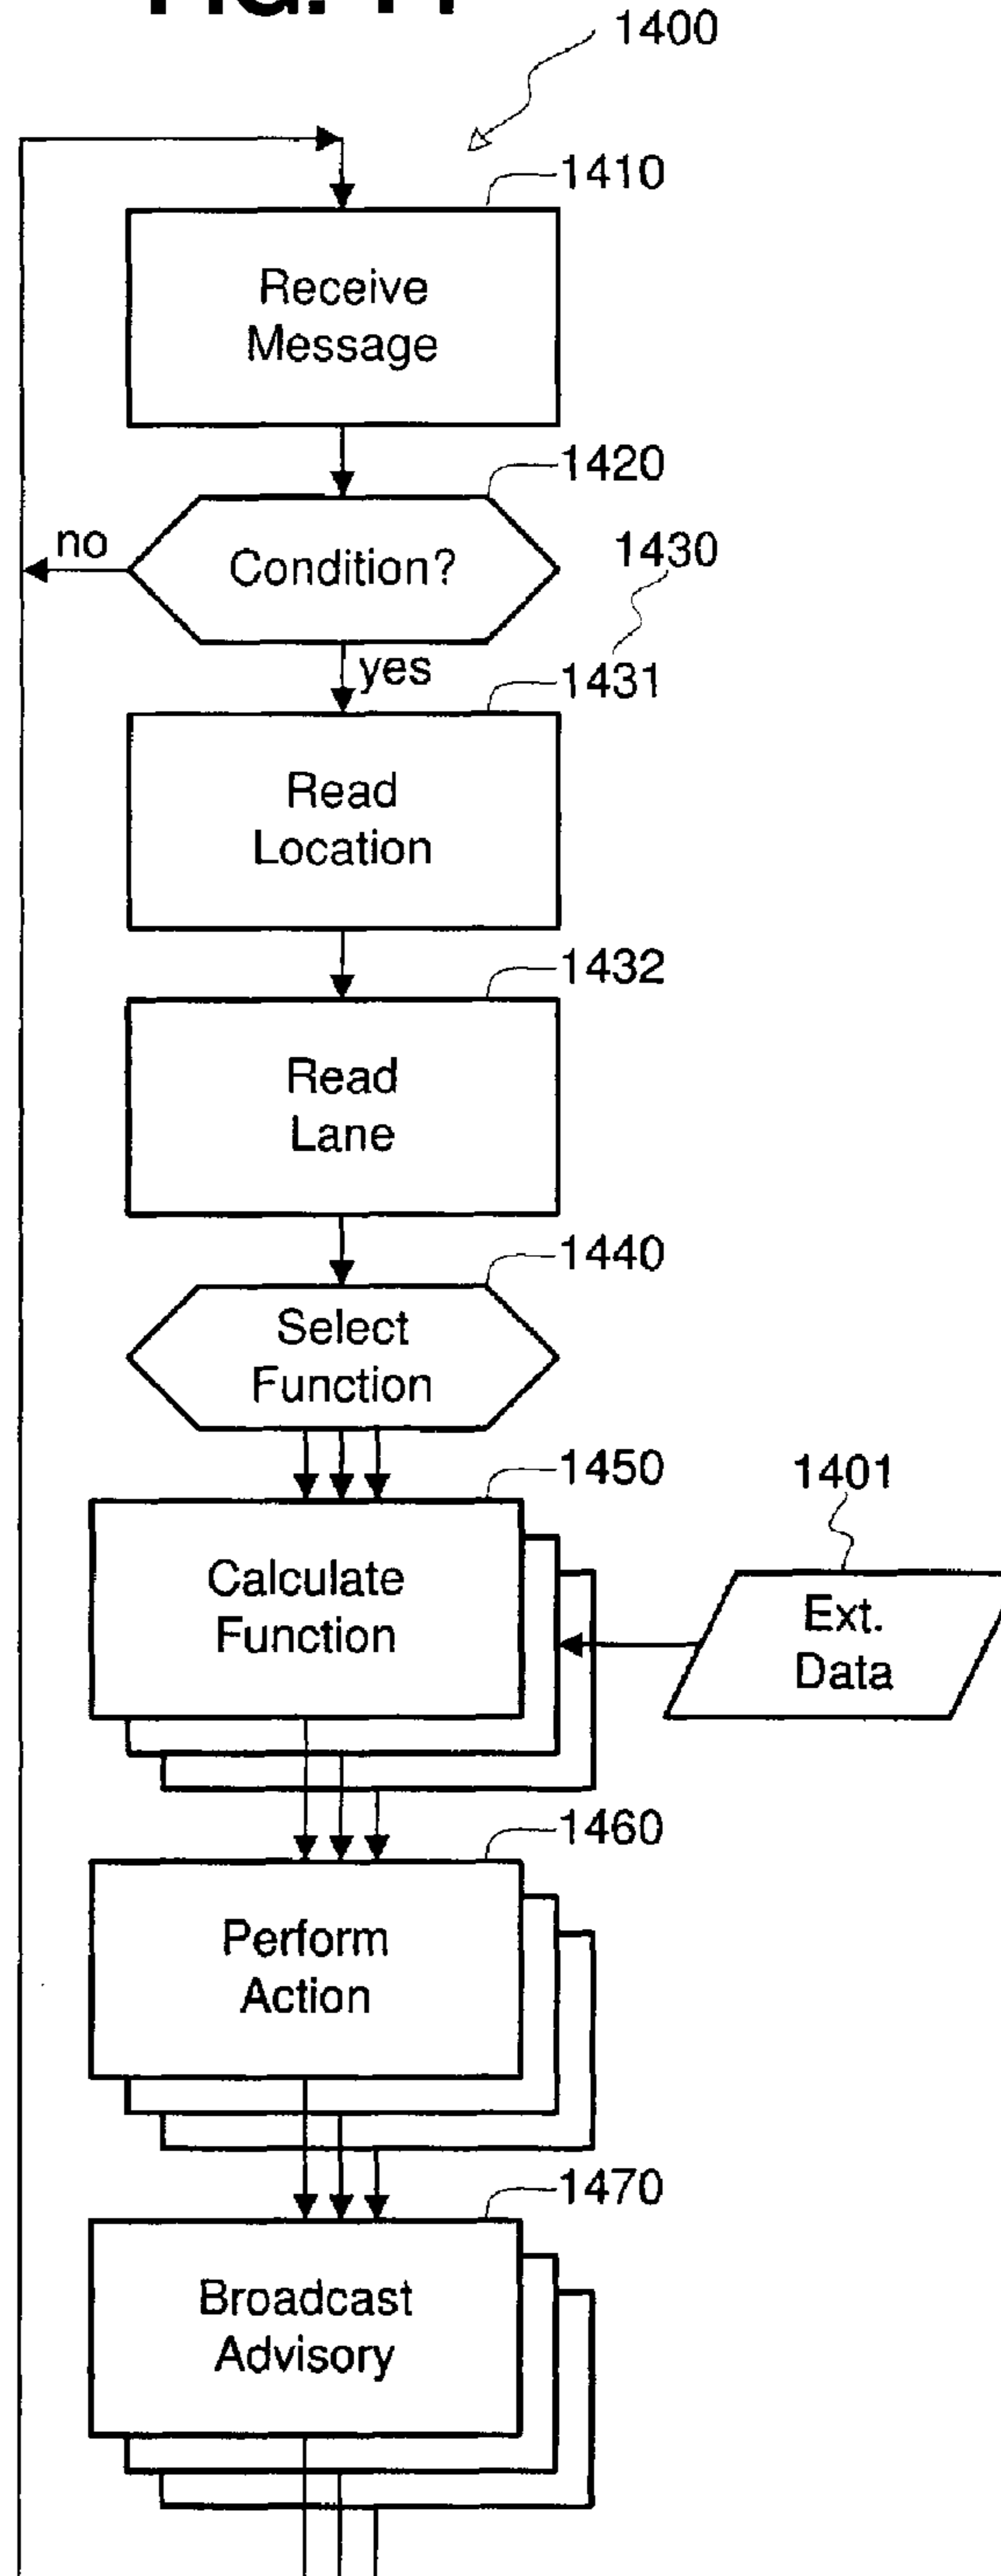 1400
1410
Receive
Message
1420
no
Condition?
1430
yes
1431
Read
Location
1432
Read
Lane
1440
Select
Function
1450
1401
Calculate
Function
Ext.
Data
1460
Perform
Action
1470
Broadcast
Advisory